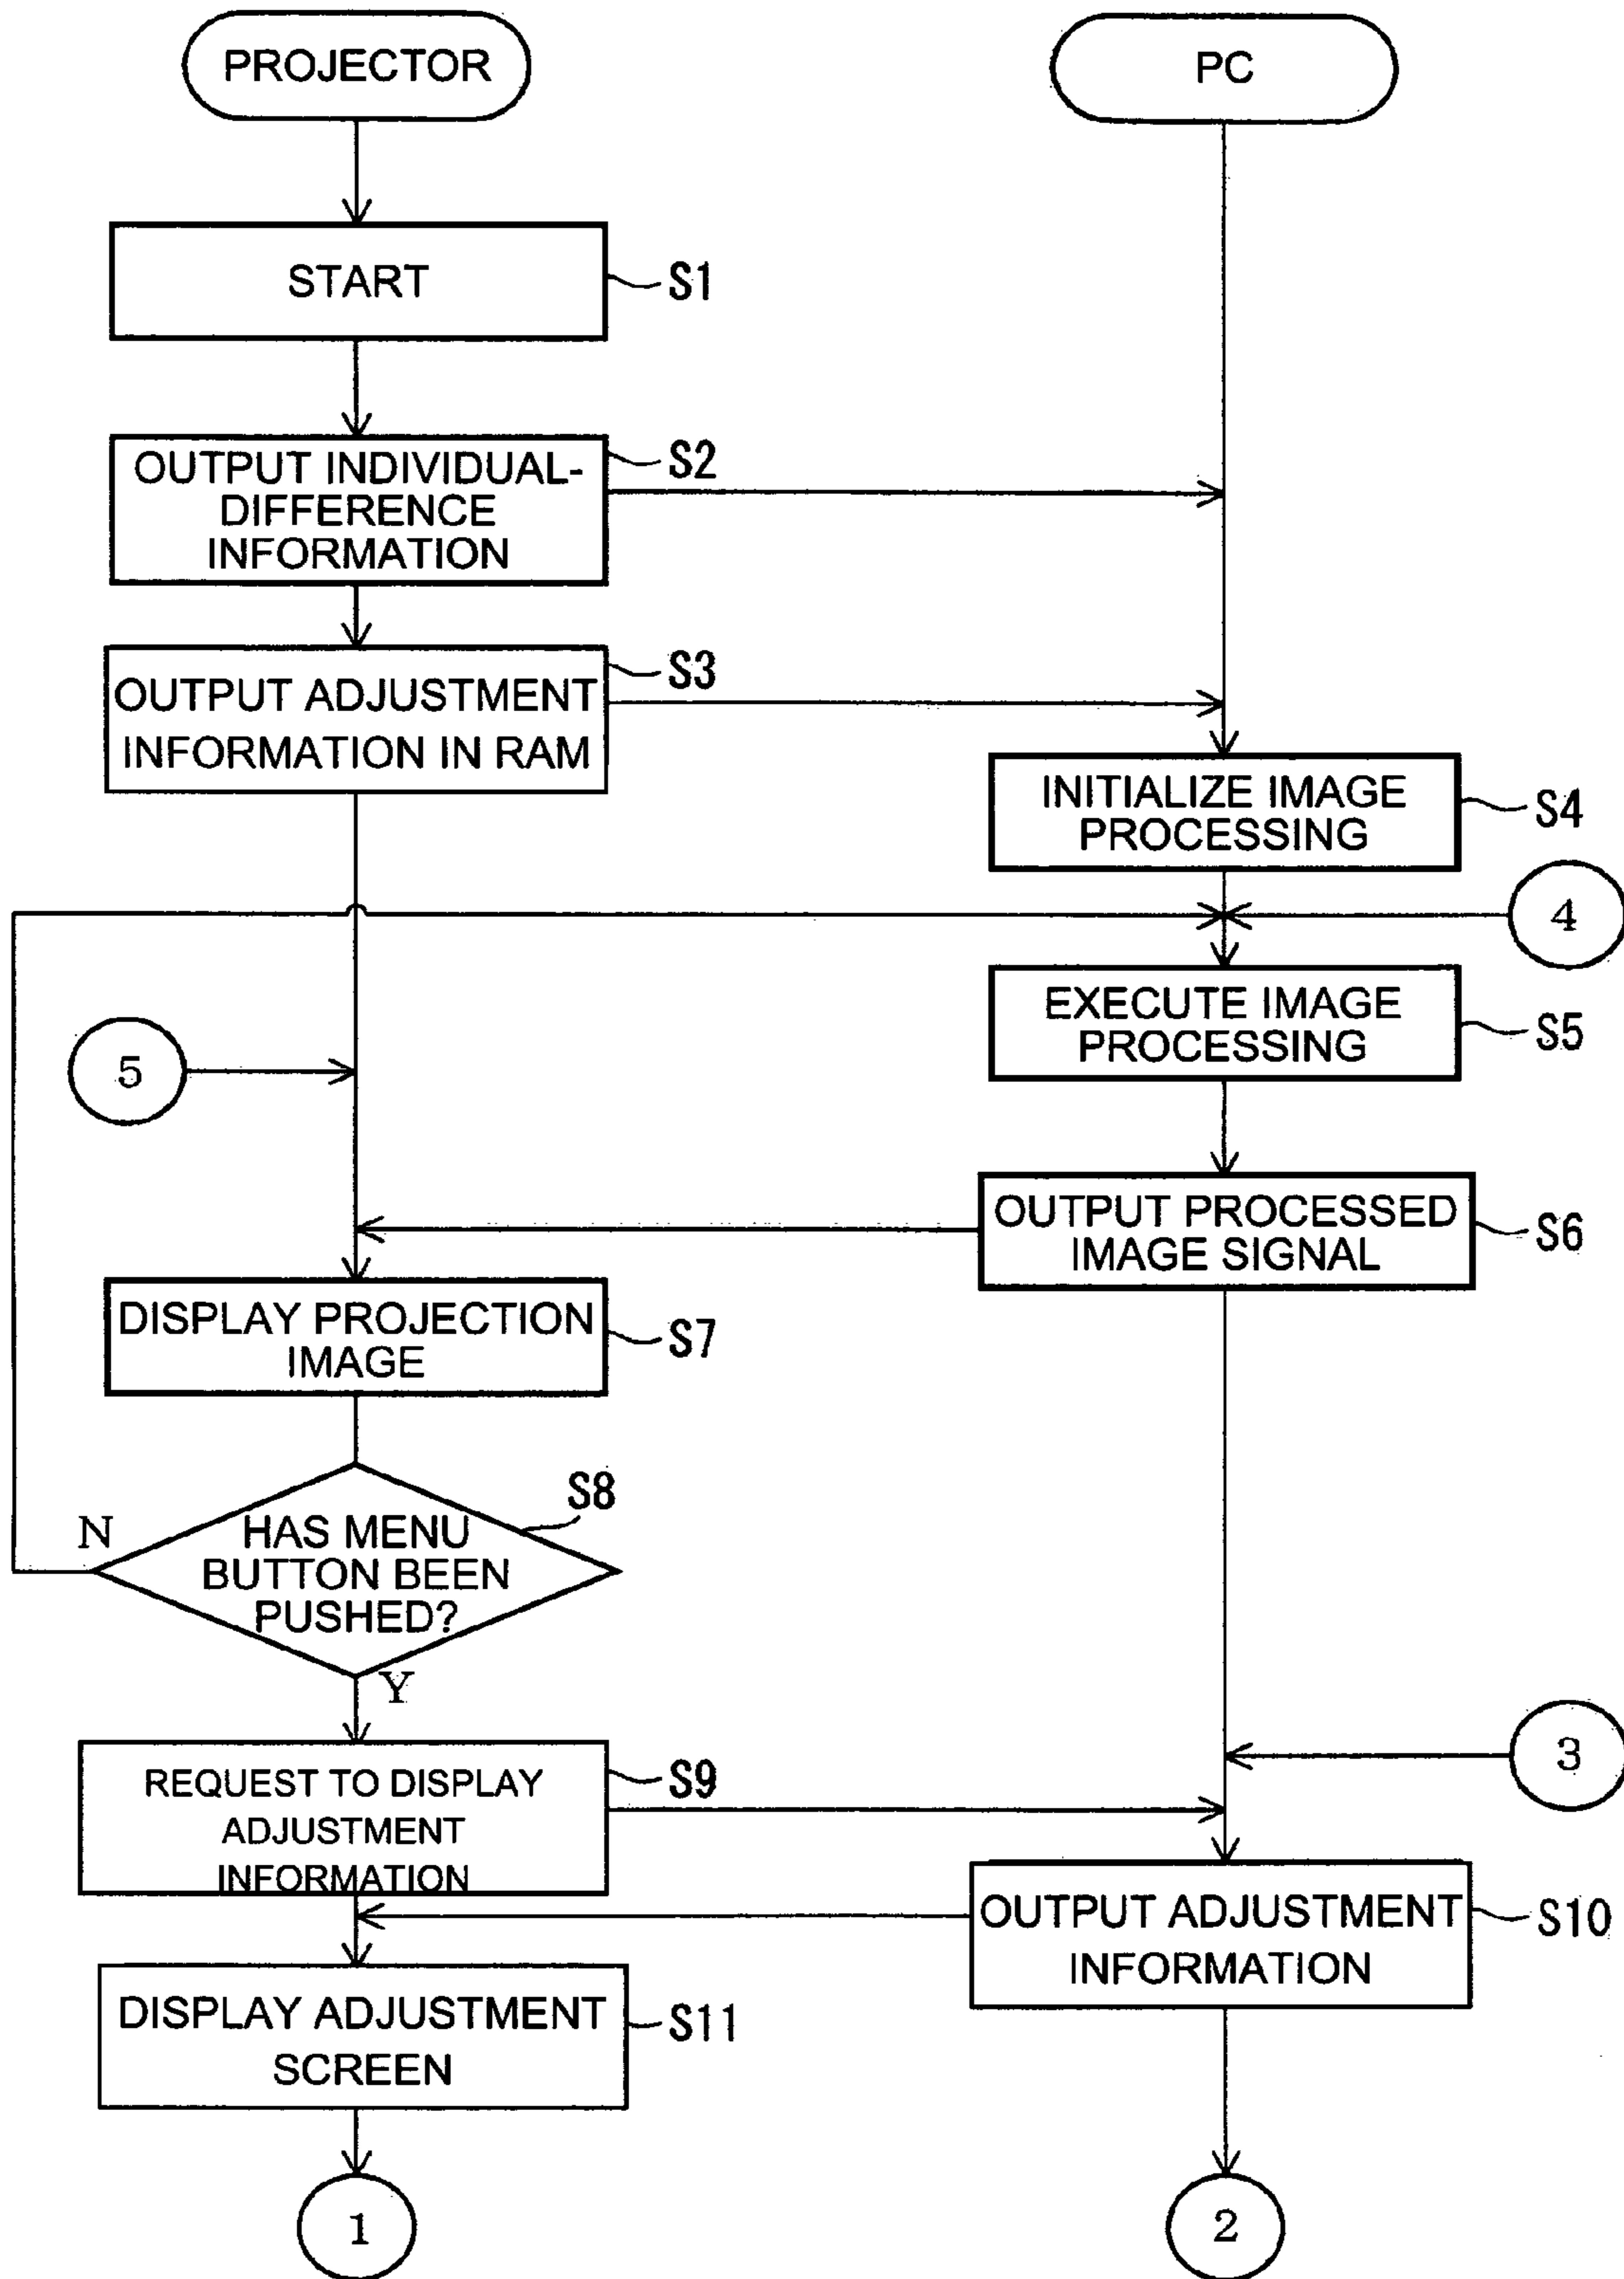 PROJECTOR
PC
START
S1
OUTPUT INDIVIDUAL-
DIFFERENCE
INFORMATION
S2
OUTPUT ADJUSTMENT
INFORMATION IN RAM
S3
INITIALIZE IMAGE
PROCESSING
S4
4
EXECUTE IMAGE
PROCESSING
S5
5
OUTPUT PROCESSED
IMAGE SIGNAL
S6
DISPLAY PROJECTION
IMAGE
S7
HAS MENU
BUTTON BEEN
PUSHED?
S8
N
Y
3
REQUEST TO DISPLAY
ADJUSTMENT
INFORMATION
S9
OUTPUT ADJUSTMENT
INFORMATION
S10
DISPLAY ADJUSTMENT
SCREEN
S11
1
2